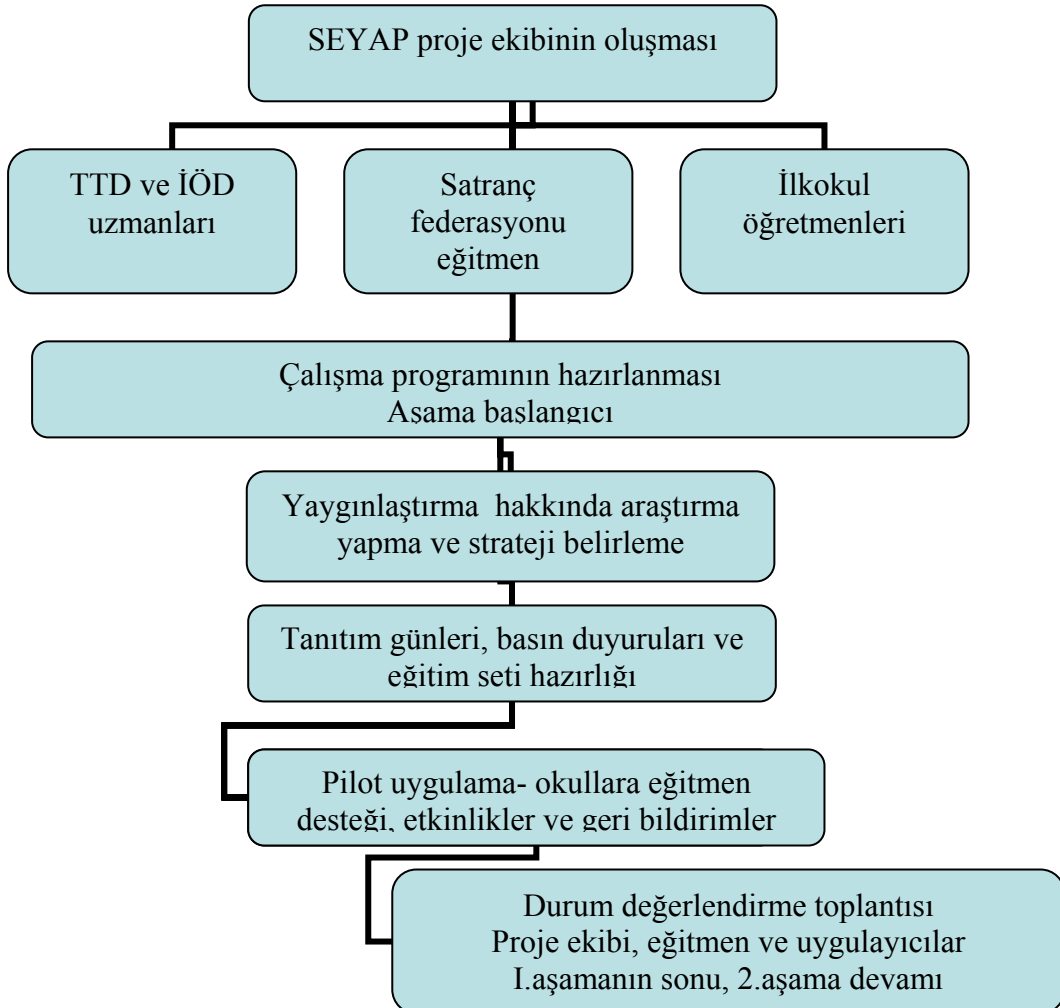 SEYAP proje ekibinin oluşması
TTD ve İÖD
uzmanları
Satranç
federasyonu
eğitmen
İlkokul
öğretmenleri
Çalışma programının hazırlanması
Aşama başlangıcı
Yaygınlaştırma hakkında araştırma
yapma ve strateji belirleme
Tanıtım günleri, basın duyuruları ve
eğitim seti hazırlığı
Pilot uygulama- okullara eğitmen
desteği, etkinlikler ve geri bildirimler
Durum değerlendirme toplantısı
Proje ekibi, eğitmen ve uygulayıcılar
I.aşamanın sonu, 2.aşama devamı